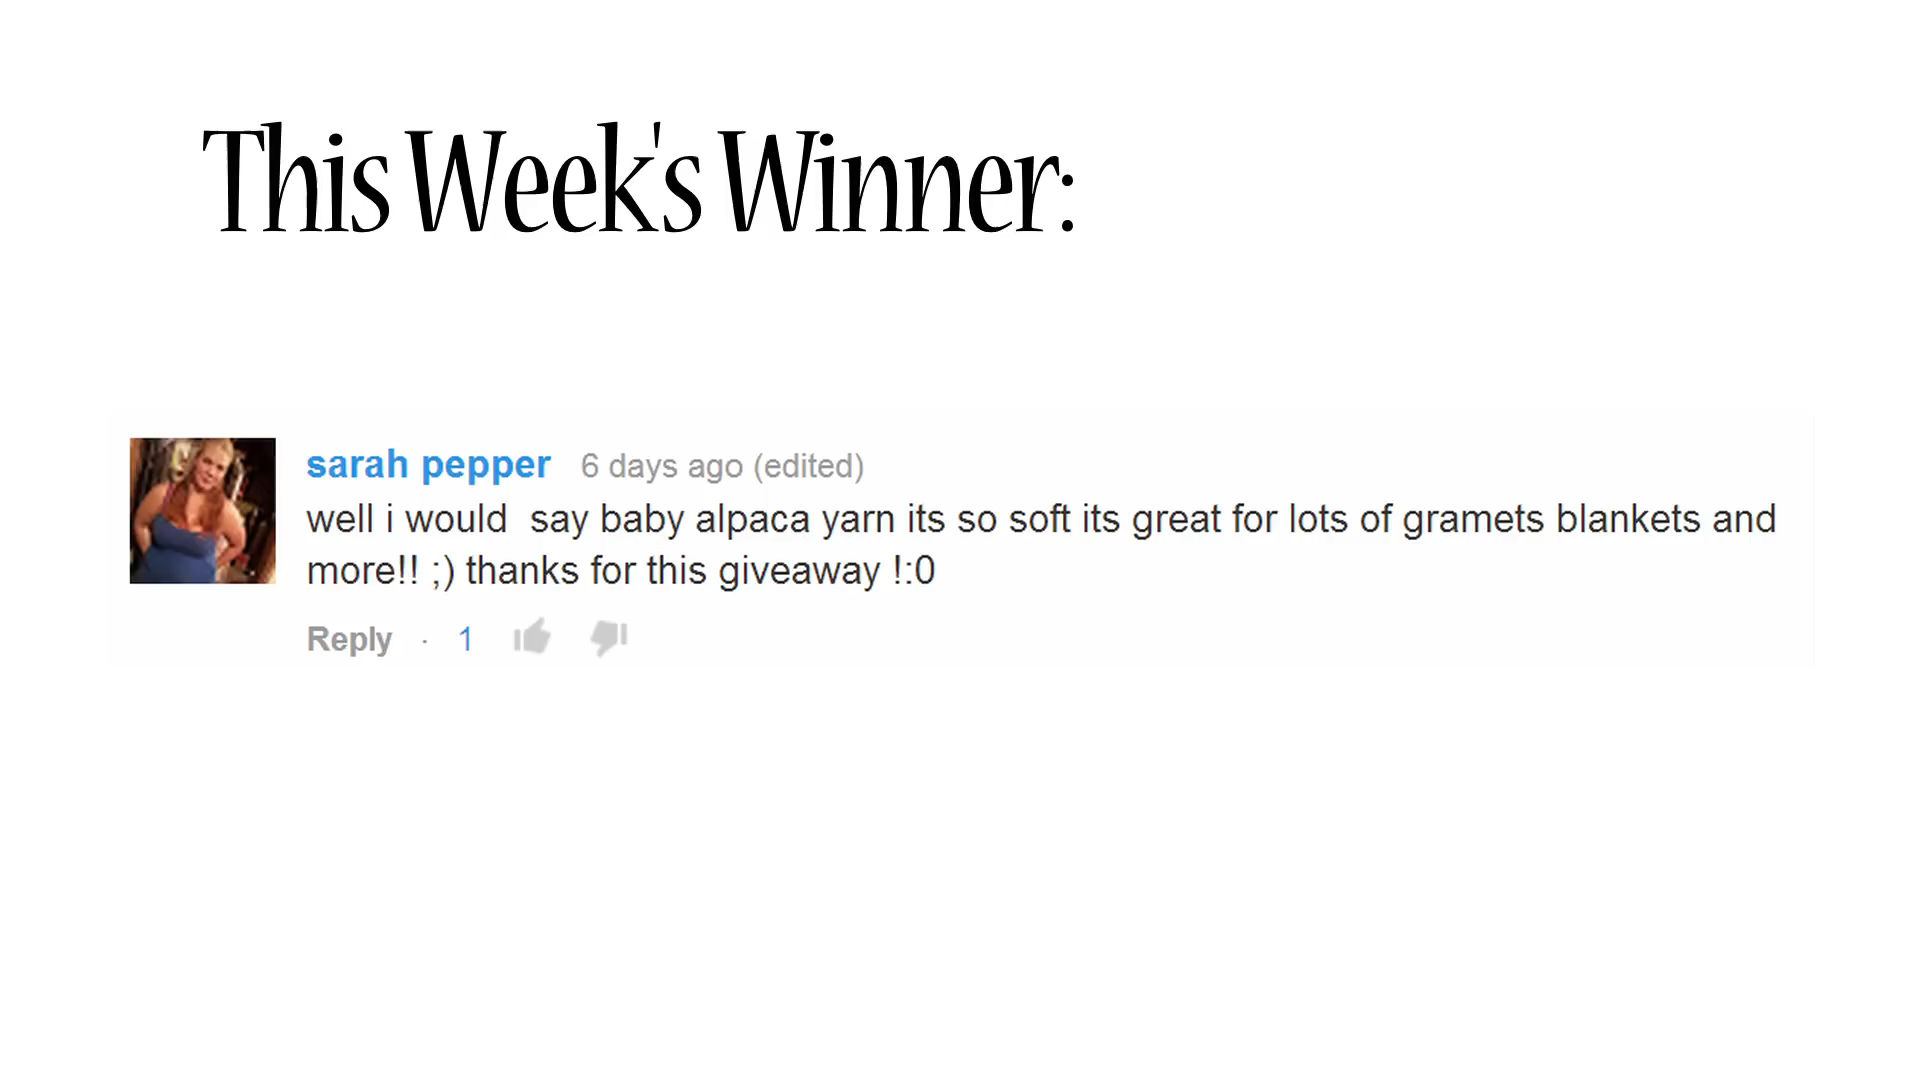 This Week's Winner:
sarah pepper 6 days ago (edited)
well i would  say baby alpaca yarn its so soft its great for lots of gramets blankets and
more!! ;) thanks for this giveaway !:0
Reply · 1